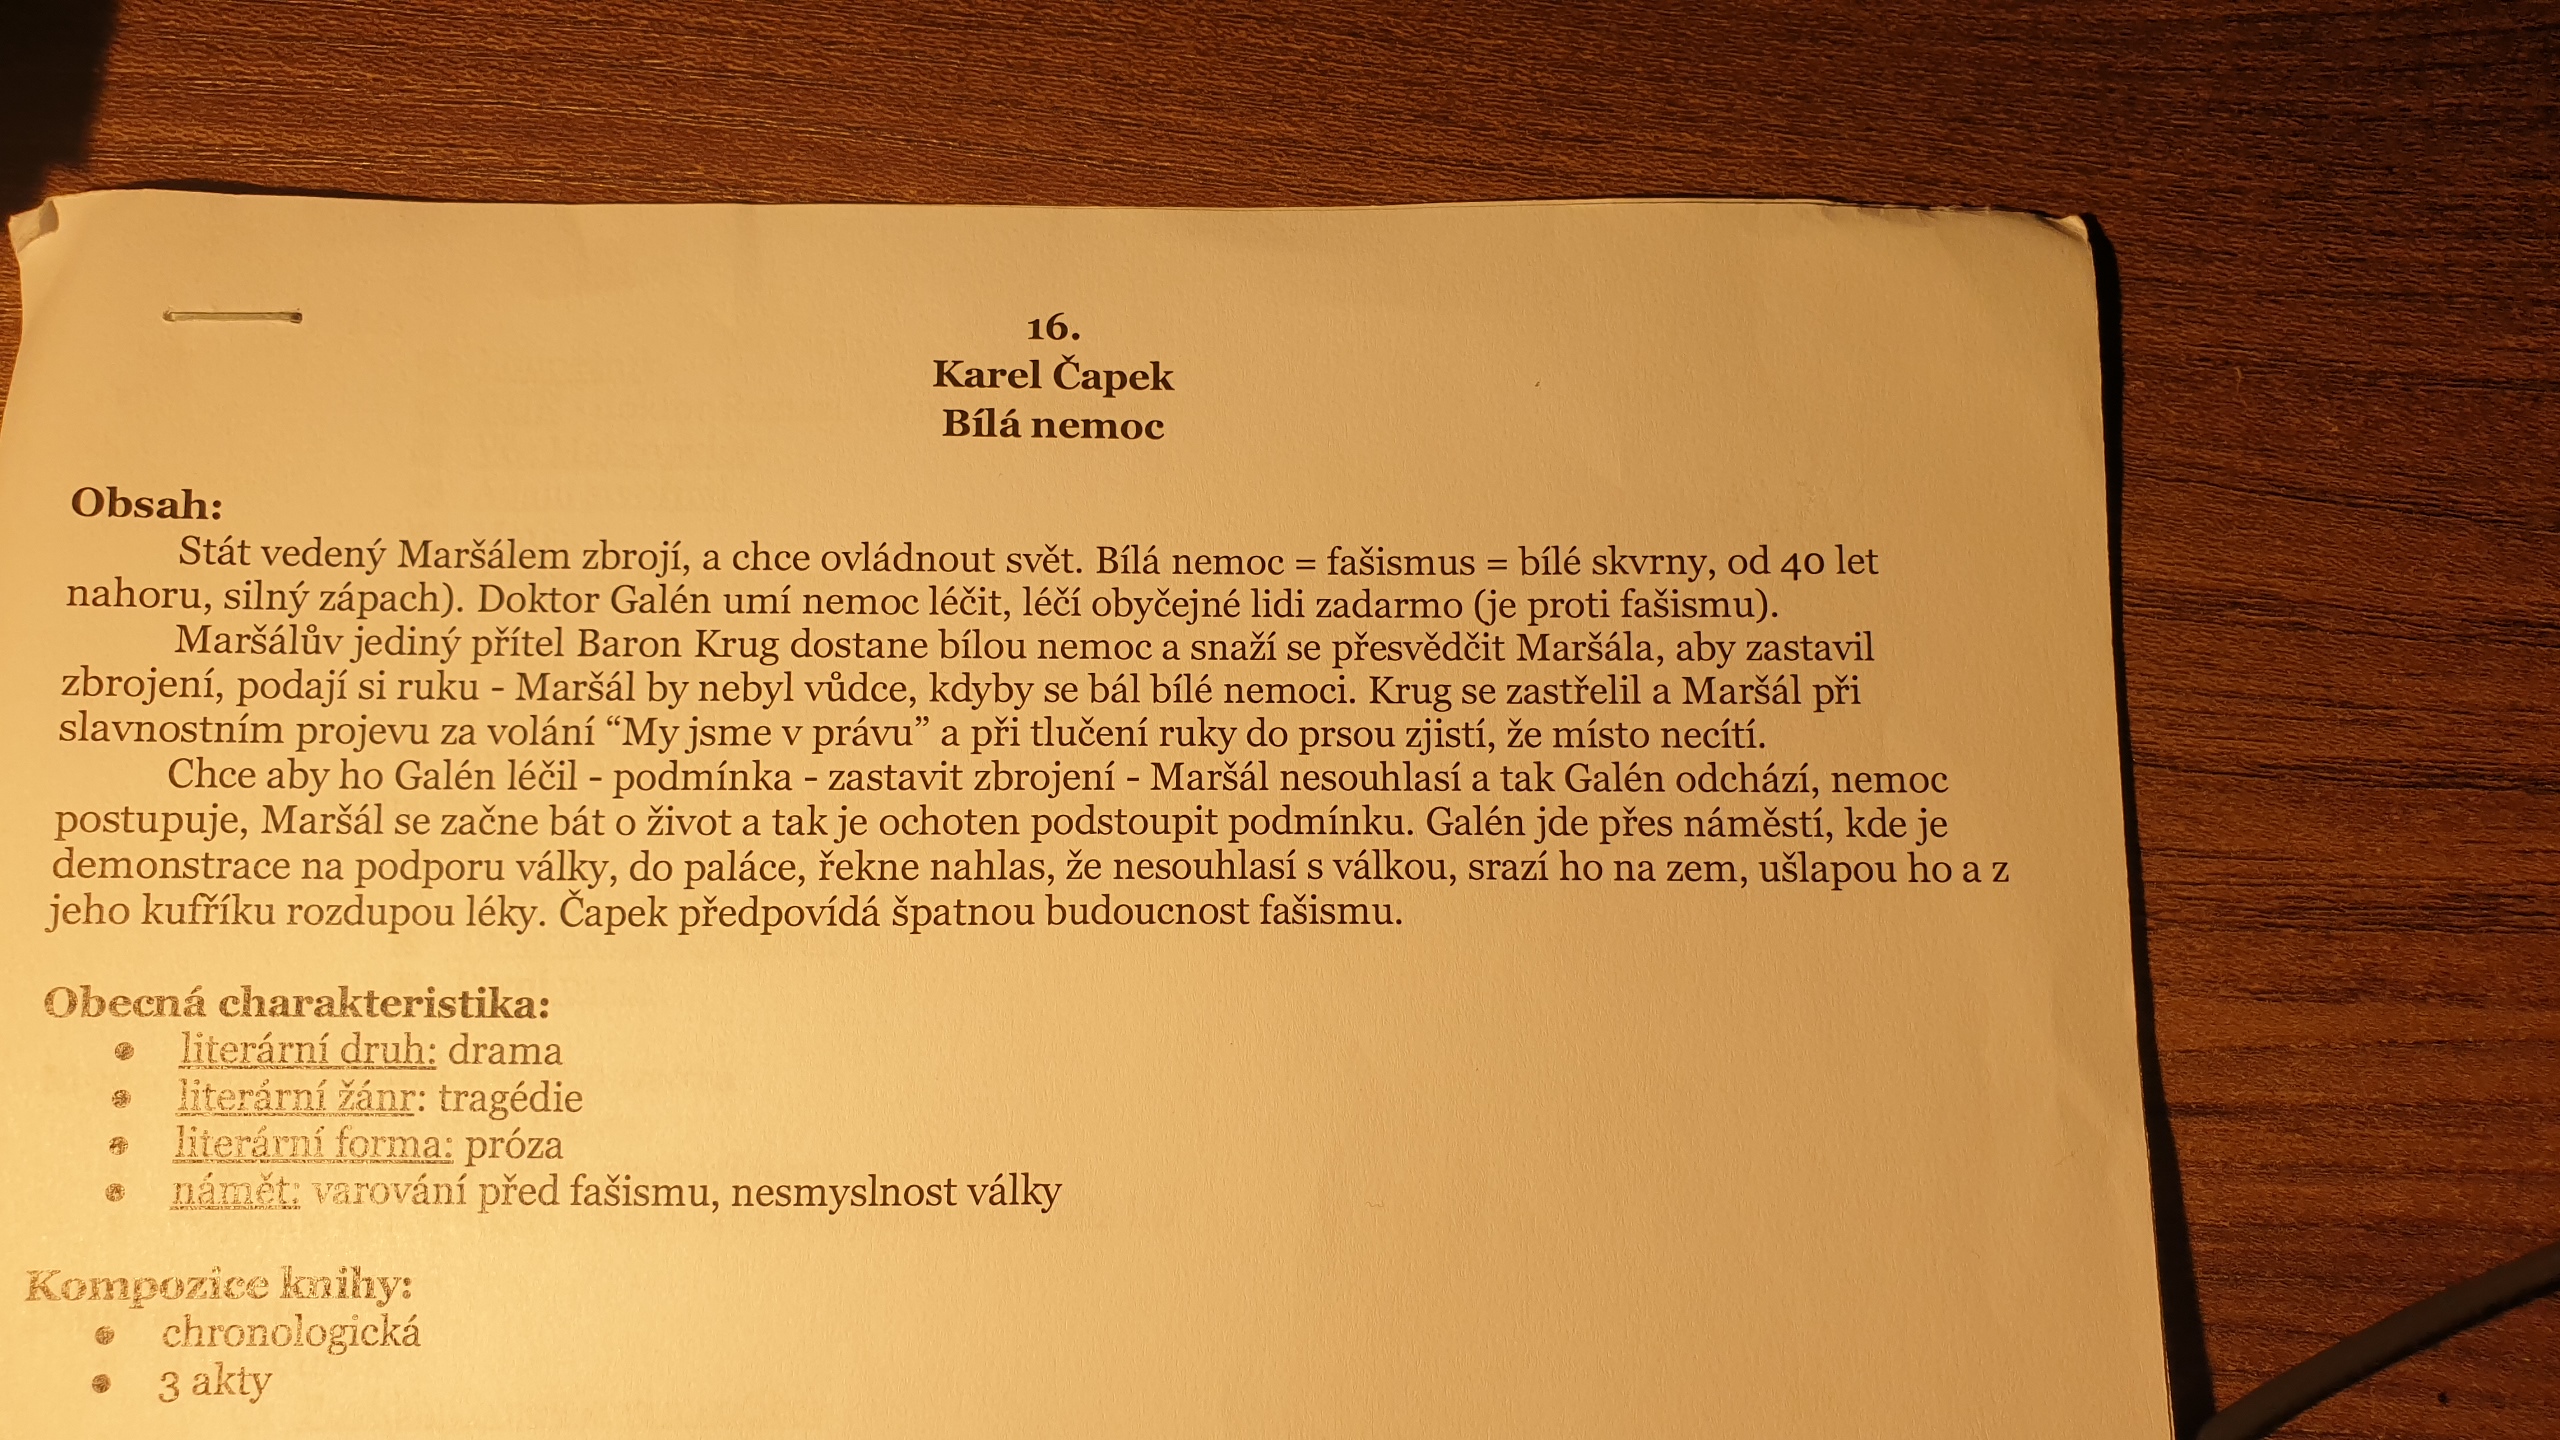 16.
Karel Čapek
Bílá nemoc
Obsah:
Stát vedený Maršálem zbrojí, a chce ovládnout svět. Bílá nemoc = fašismus = bílé skvrny, od 40 let
nahoru, silný zápach). Doktor Galén umí nemoc léčit, léčí obyčejné lidi zadarmo (je proti fašismu).
Maršálův jediný přítel Baron Krug dostane bílou nemoc a snaží se přesvědčit Maršála, aby zastavil
zbrojení, podají si ruku - Maršál by nebyl vůdce, kdyby se bál bílé nemoci. Krug se zastřelil a Maršál při
slavnostním projevu za volání “My jsme v právu” a při tlučení ruky do prsou zjistí, že místo necítí.
Chce aby ho Galén léčil - podmínka - zastavit zbrojení - Maršál nesouhlasí a tak Galén odchází, nemoc
postupuje, Maršál se začne bát o život a tak je ochoten podstoupit podmínku. Galén jde přes náměstí, kde je
demonstrace na podporu války, do paláce, řekne nahlas, že nesouhlasí s válkou, srazí ho na zem, ušlapou ho a z
jeho kufříku rozdupou léky. Čapek předpovídá špatnou budoucnost fašismu.
Obecná charakteristika:
● literární druh: drama
● literární žánr: tragédie
● literární forma: próza
● námět: varování před fašismu, nesmyslnost války
Kompozice knihy:
● chronologická
● 3 akty